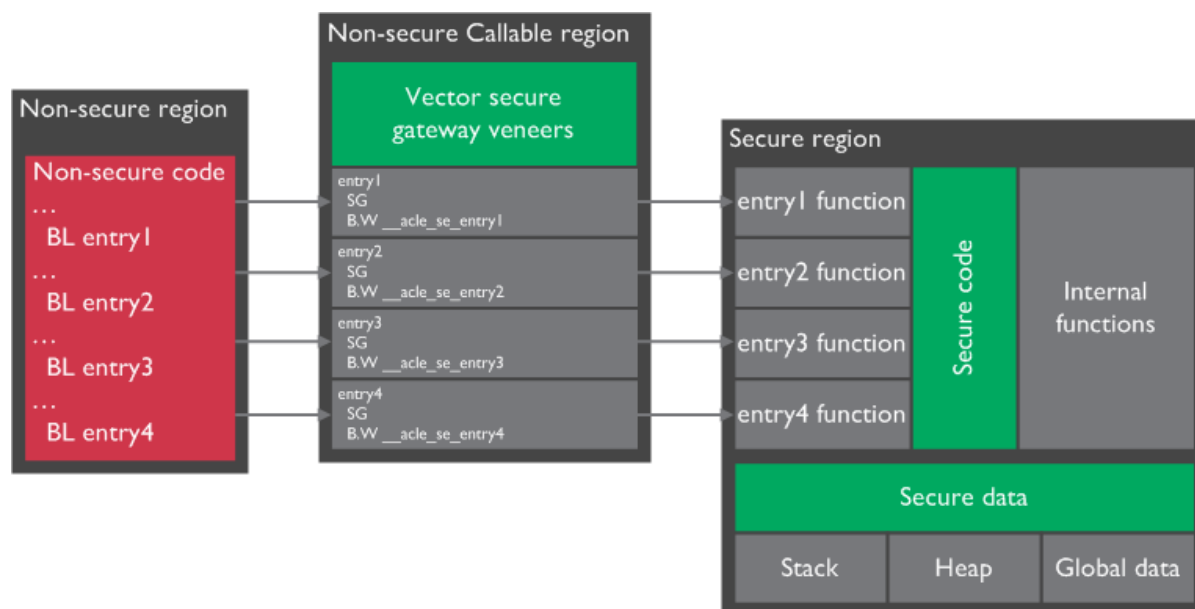 Non-secure region
Non-secure code
...
BL entry1
...
BL entry2
...
BL entry3
...
BL entry4
Non-secure Callable region
Vector secure
gateway veneers
entry1
SG
B.W __acle_se_entry1
entry2
SG
B.W __acle_se_entry2
entry3
SG
B.W __acle_se_entry3
entry4
SG
B.W __acle_se_entry4
Secure region
entry1 function
entry2 function
entry3 function
entry4 function
Secure code
Internal
functions
Secure data
Stack
Heap
Global data